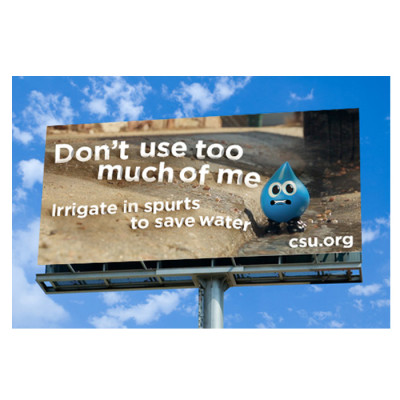 Don't use too
much of me
Irrigate in spurts
to save water
csu.org